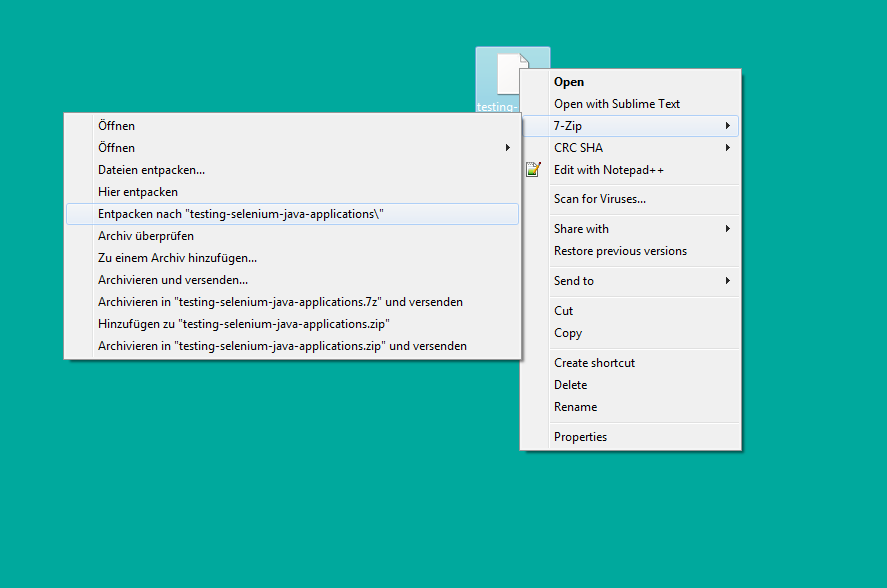 testing-
Open
Open with Sublime Text
7-Zip
CRC SHA
Edit with Notepad++
Scan for Viruses...
Share with
Restore previous versions
Send to
Cut
Copy
Create shortcut
Delete
Rename
Properties
Öffnen
Öffnen
Dateien entpacken...
Hier entpacken
Entpacken nach "testing-selenium-java-applications\"
Archiv überprüfen
Zu einem Archiv hinzufügen...
Archivieren und versenden...
Archivieren in "testing-selenium-java-applications.7z" und versenden
Hinzufügen zu "testing-selenium-java-applications.zip"
Archivieren in "testing-selenium-java-applications.zip" und versenden